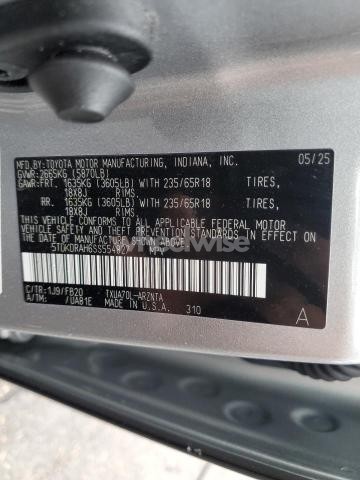 MFD.BY:TOYOTA MOTOR MANUFACTURING, INDIANA, INC. 05/25
GVWR:2665KG (5870LB)
GAWR:FRT. 1635KG (3605LB) WITH 235/65R18 TIRES,
18X8J RIMS,
RR. 1635KG (3605LB) WITH 235/65R18 TIRES,
18X8J RIMS,
THIS VEHICLE CONFORMS TO ALL APPLICABLE FEDERAL MOTOR
VEHICLE SAFETY, BUMPER, AND THEFT PREVENTION STANDARDS IN EFFECT
ON THE DATE OF MANUFACTURE SHOWN ABOVE.
MPV
C/TR:1J9/FB20 TXUA70L-ARZNTA
A/TM: /UA81E MADE IN U.S.A. 310
A